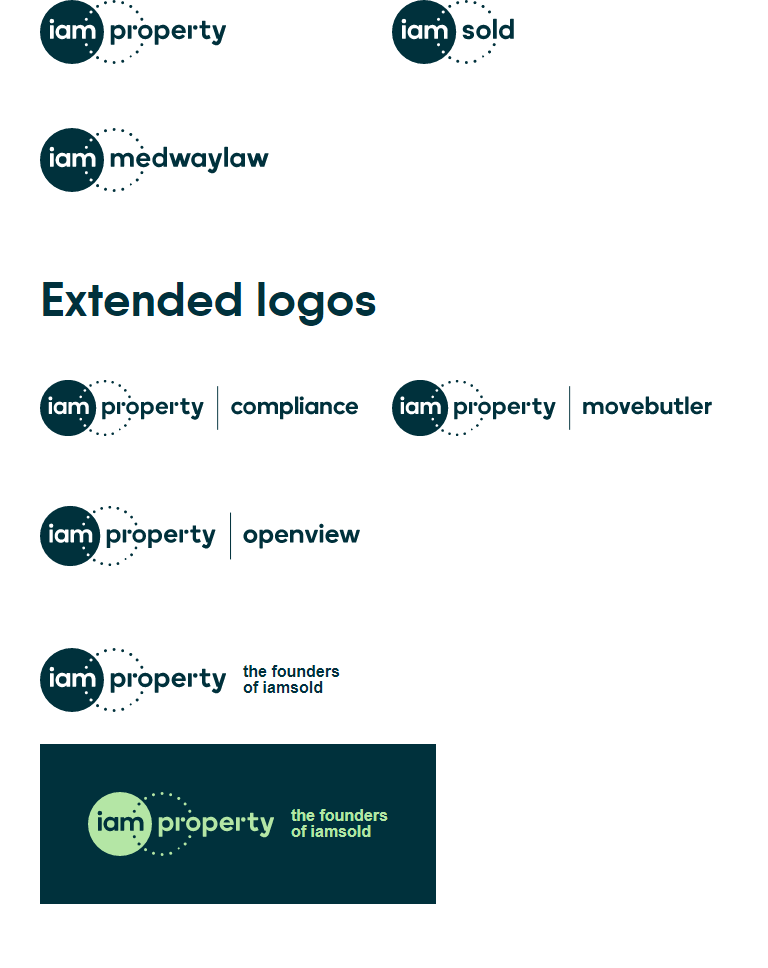 iam property
iam sold
iam medwaylaw
Extended logos
iam property | compliance
iam property | movebutler
iam property | openview
iam property
the founders
of iamsold
iam property
the founders
of iamsold